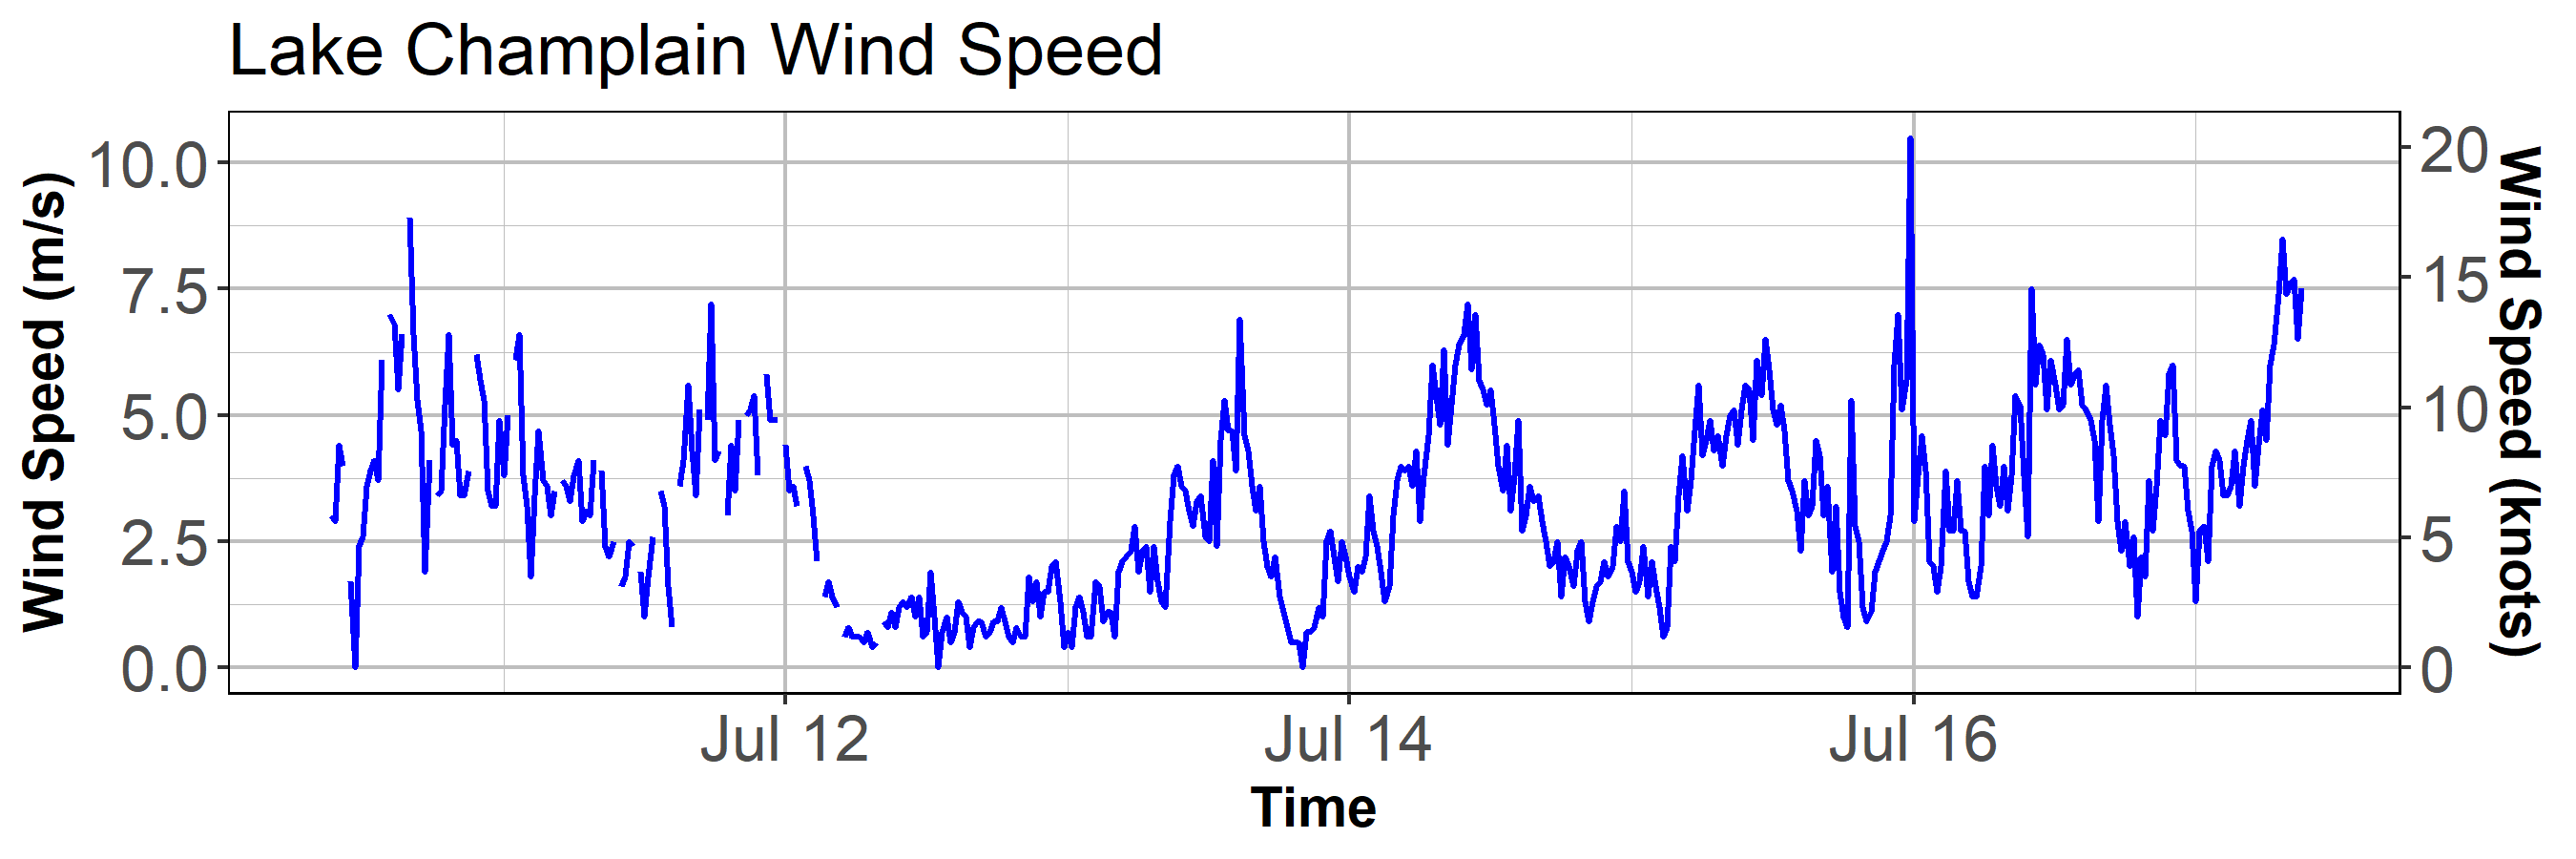 Lake Champlain Wind Speed
Wind Speed (m/s)
10.0
7.5
5.0
2.5
0.0
20
15
10
5
0
Wind Speed (knots)
Jul 12
Jul 14
Jul 16
Time